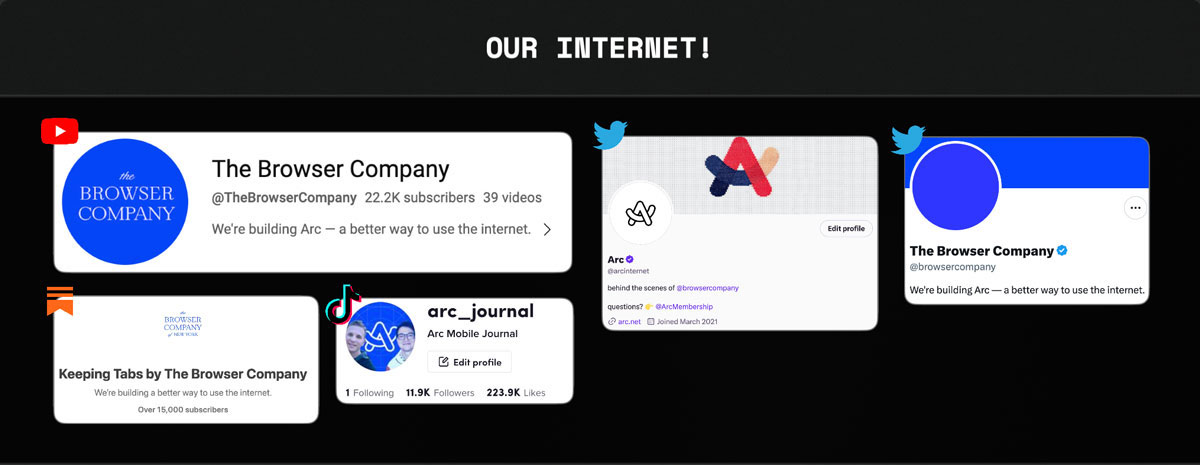 OUR INTERNET!
the
BROWSER
COMPANY
The Browser Company
@TheBrowserCompany 22.2K subscribers 39 videos
We're building Arc — a better way to use the internet.
the
BROWSER
COMPANY
of NEW YORK
Keeping Tabs by The Browser Company
We're building a better way to use the internet.
Over 15,000 subscribers
arc_journal
Arc Mobile Journal
Edit profile
1 Following 11.9K Followers 223.9K Likes
Edit profile
Arc
@arcinternet
behind the scenes of @browsercompany
questions? 👉 @ArcMembership
arc.net Joined March 2021
The Browser Company
@browsercompany
We're building Arc — a better way to use the internet.